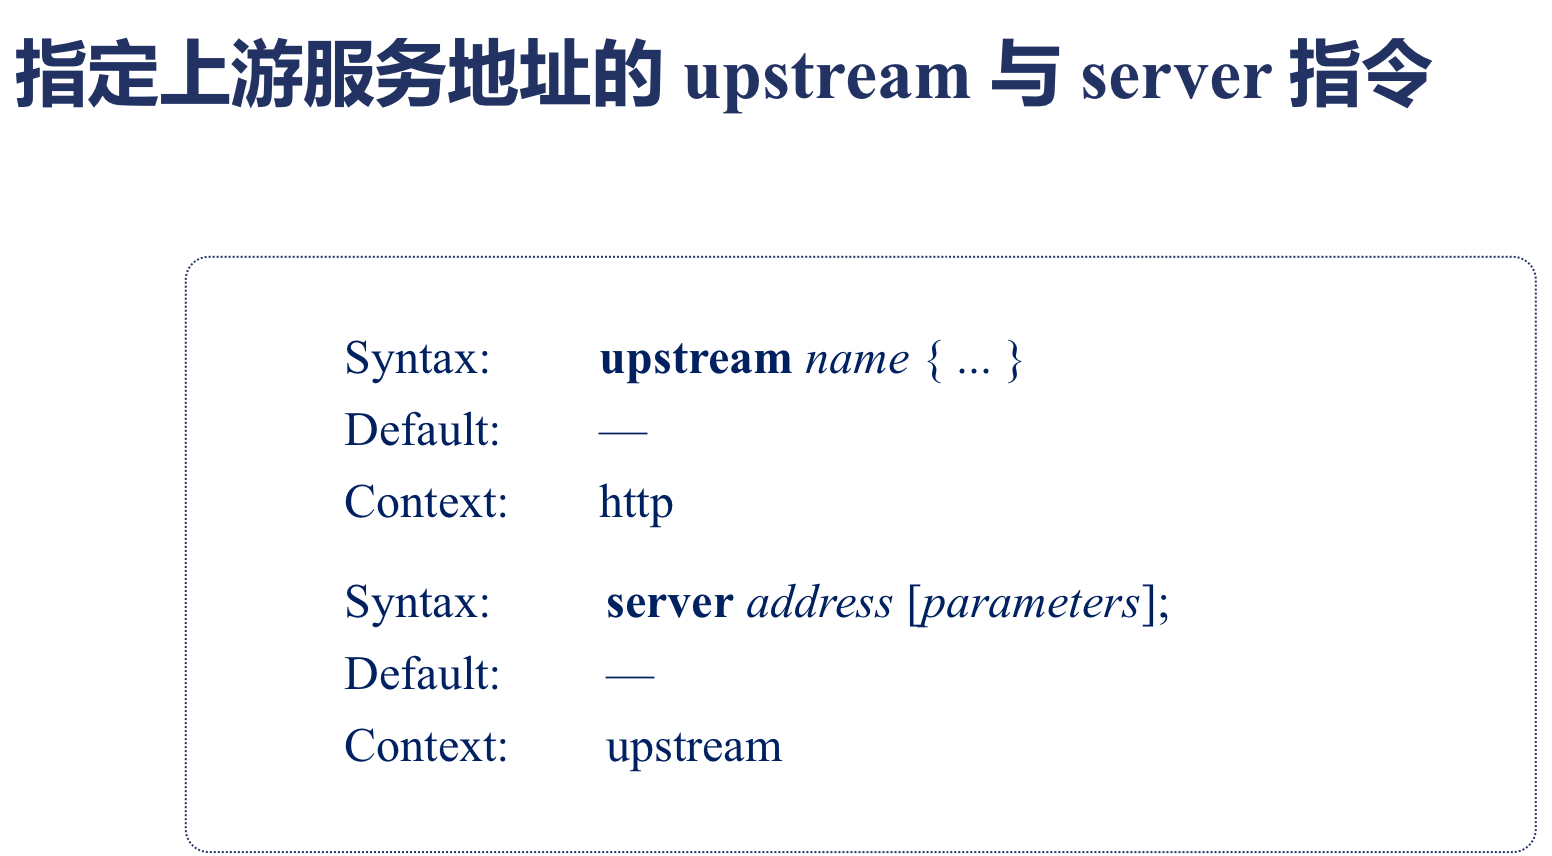 指定上游服务地址的 upstream 与 server 指令
Syntax: upstream name { ... }
Default: —
Context: http
Syntax: server address [parameters];
Default: —
Context: upstream